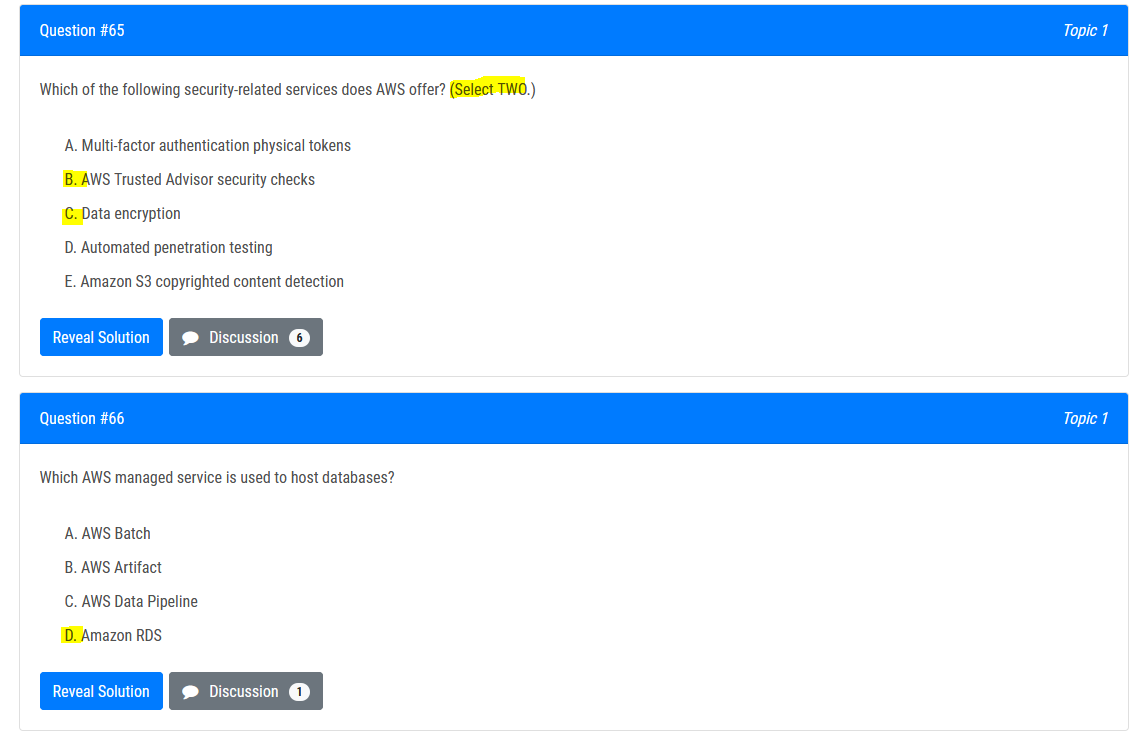 Question #65
Topic 1
Which of the following security-related services does AWS offer? (Select TWO.)
A. Multi-factor authentication physical tokens
B. AWS Trusted Advisor security checks
C. Data encryption
D. Automated penetration testing
E. Amazon S3 copyrighted content detection
Reveal Solution
Discussion 6
Question #66
Topic 1
Which AWS managed service is used to host databases?
A. AWS Batch
B. AWS Artifact
C. AWS Data Pipeline
D. Amazon RDS
Reveal Solution
Discussion 1